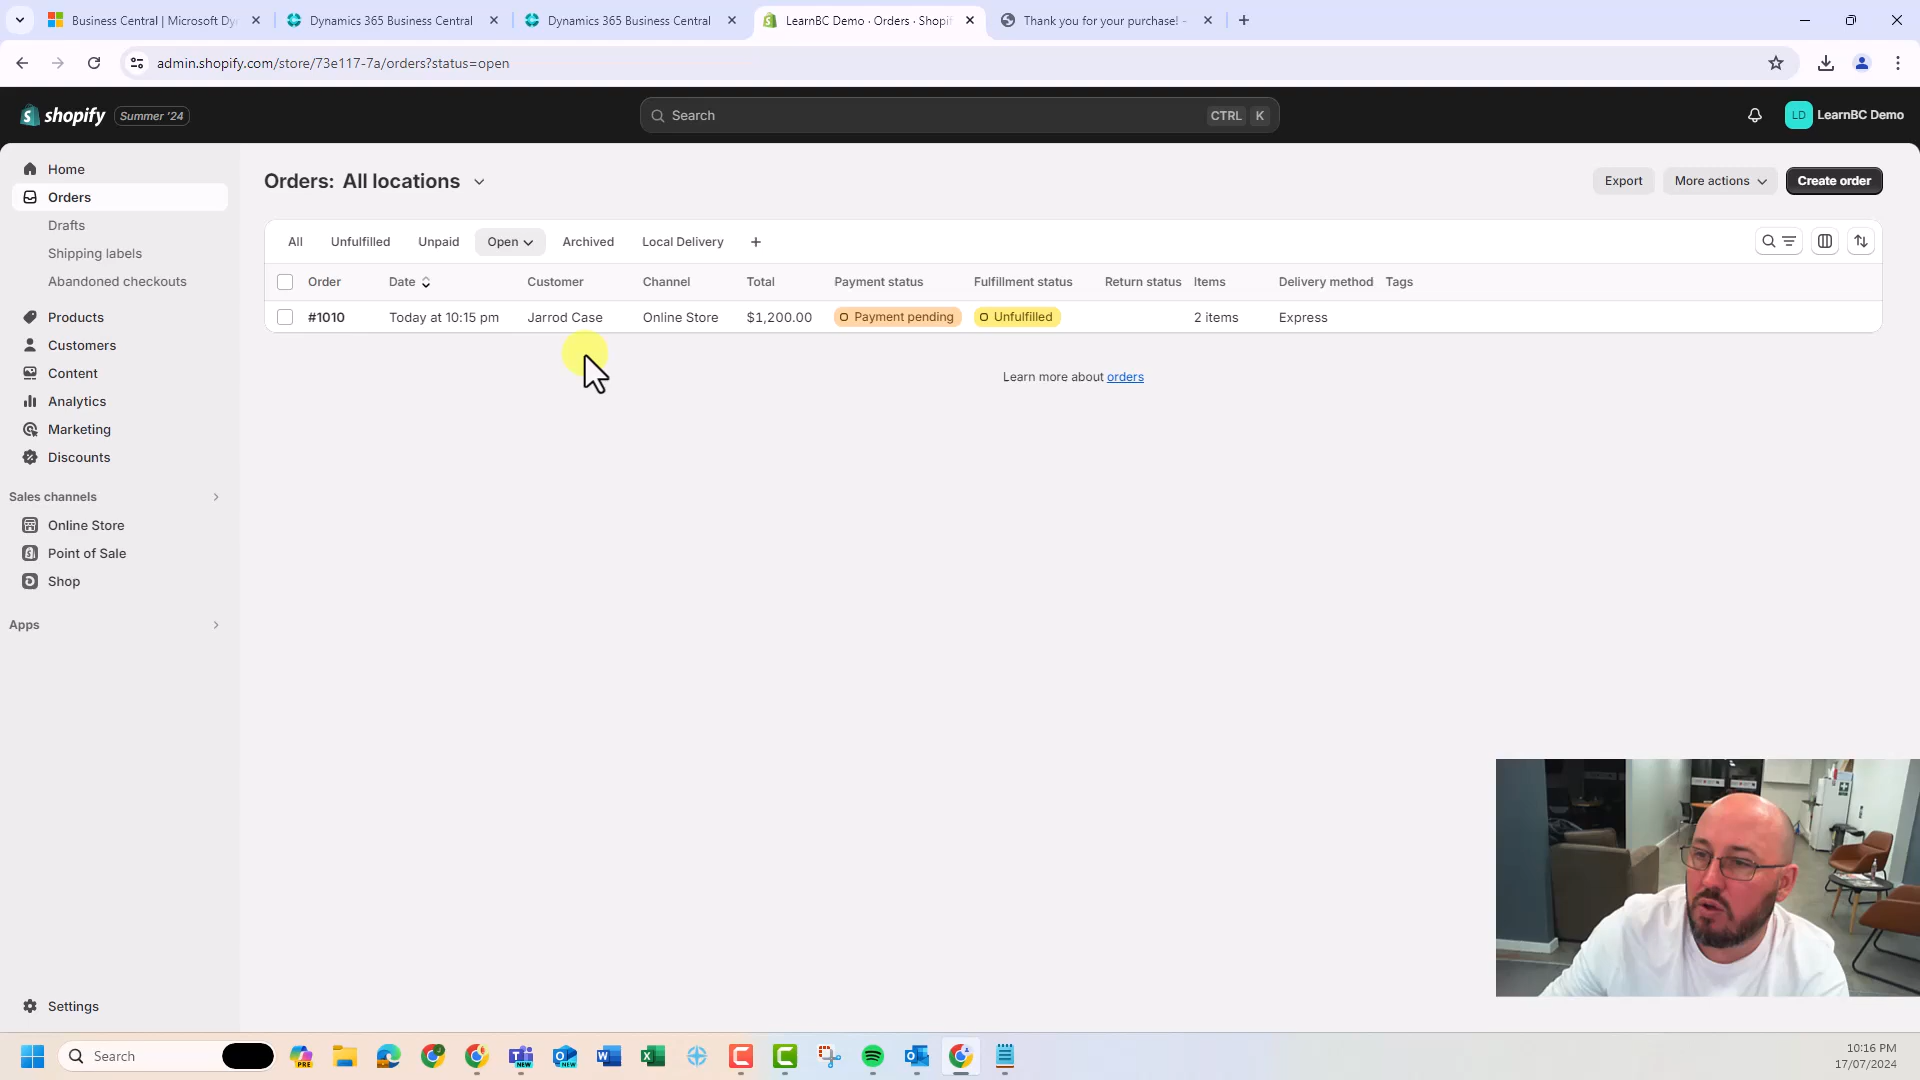 Business Central | Microsoft Dy
Dynamics 365 Business Central
Dynamics 365 Business Central
LearnBC Demo · Orders · Shopif
Thank you for your purchase! -
admin.shopify.com/store/73e117-7a/orders?status=open
shopify
Summer '24
Search
CTRL K
LD
LearnBC Demo
Home
Orders
Drafts
Shipping labels
Abandoned checkouts
Products
Customers
Content
Analytics
Marketing
Discounts
Sales channels
Online Store
Point of Sale
Shop
Apps
Settings
Orders: All locations
Export
More actions
Create order
All Unfulfilled Unpaid Open Archived Local Delivery
Order Date Customer Channel Total Payment status Fulfillment status Return status Items Delivery method Tags
#1010 Today at 10:15 pm Jarrod Case Online Store $1,200.00 Payment pending Unfulfilled 2 items Express
Learn more about orders
Search
PRE
NEW
NEW
10:16 PM
17/07/2024